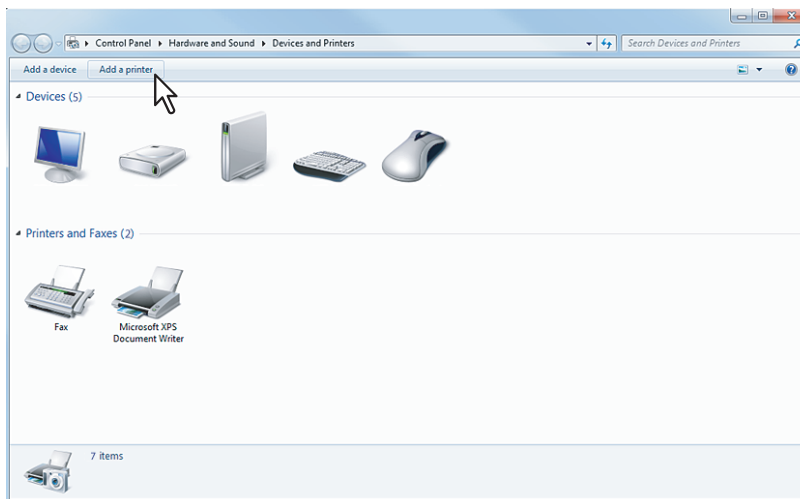 Control Panel Hardware and Sound Devices and Printers
Search Devices and Printers
Add a device Add a printer
Devices (5)
Printers and Faxes (2)
Fax
Microsoft XPS
Document Writer
7 items